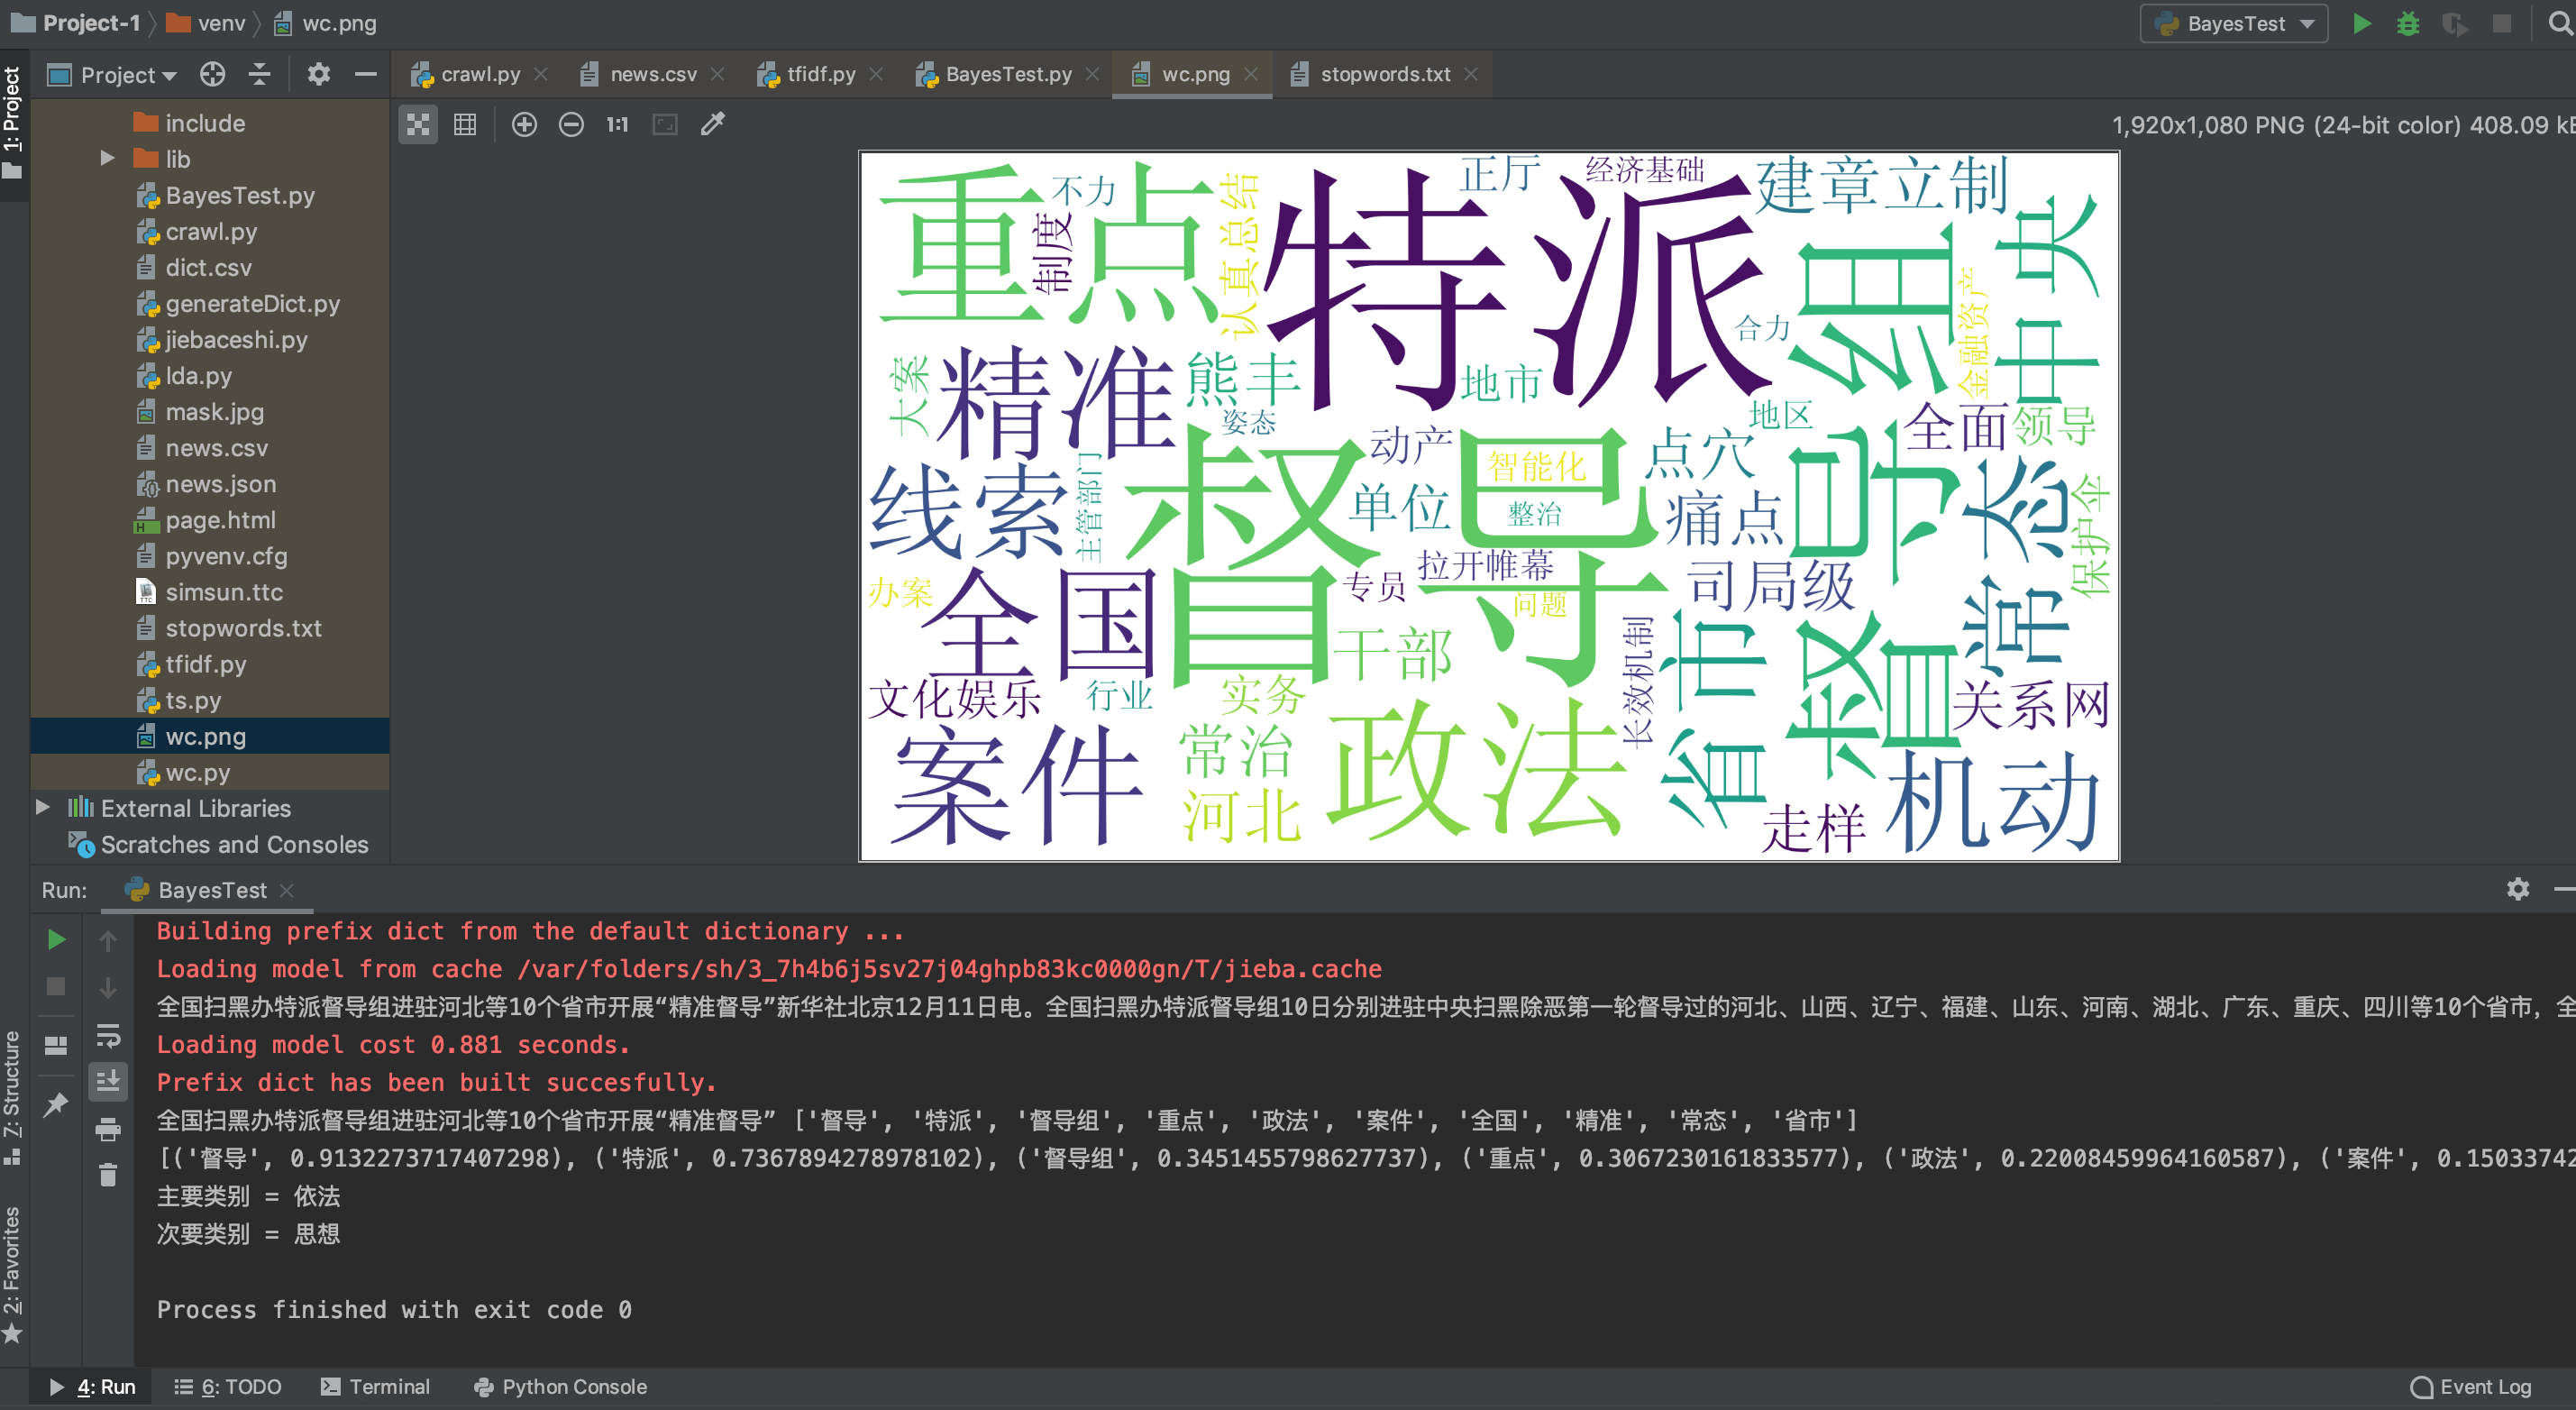 Project-1 venv wc.png
BayesTest
1: Project
Project
crawl.py
news.csv
tfidf.py
BayesTest.py
wc.png
stopwords.txt
1:1
1,920x1,080 PNG (24-bit color) 408.09 kB
include
lib
BayesTest.py
crawl.py
dict.csv
generateDict.py
jiebaceshi.py
lda.py
mask.jpg
news.csv
news.json
page.html
pyvenv.cfg
simsun.ttc
stopwords.txt
tfidf.py
ts.py
wc.png
wc.py
External Libraries
Scratches and Consoles
重点
不力
制度
认真总结
特派
正厅
经济基础
建章立制
中央
督导组
金融资产
合力
大案
精准
熊丰
地市
姿态
地区
全面
领导
线索
主管部门
督导
动产
智能化
整治
单位
点穴
痛点
常态
保护伞
办案
全国
专员
拉开帷幕
问题
司局级
干部
长效机制
省市
文化娱乐
行业
实务
关系网
案件
常治
河北
政法
走样
机动
Run:
BayesTest
Building prefix dict from the default dictionary ...
Loading model from cache /var/folders/sh/3_7h4b6j5sv27j04ghpb83kc0000gn/T/jieba.cache
全国扫黑办特派督导组进驻河北等10个省市开展“精准督导”新华社北京12月11日电。全国扫黑办特派督导组10日分别进驻中央扫黑除恶第一轮督导过的河北、山西、辽宁、福建、山东、河南、湖北、广东、重庆、四川等10个省市，全
Loading model cost 0.881 seconds.
Prefix dict has been built succesfully.
全国扫黑办特派督导组进驻河北等10个省市开展“精准督导” ['督导', '特派', '督导组', '重点', '政法', '案件', '全国', '精准', '常态', '省市']
[('督导', 0.9132273717407298), ('特派', 0.7367894278978102), ('督导组', 0.3451455798627737), ('重点', 0.3067230161833577), ('政法', 0.22008459964160587), ('案件', 0.15033742
主要类别 = 依法
次要类别 = 思想
Process finished with exit code 0
Z: Structure
2: Favorites
4: Run
6: TODO
Terminal
Python Console
Event Log